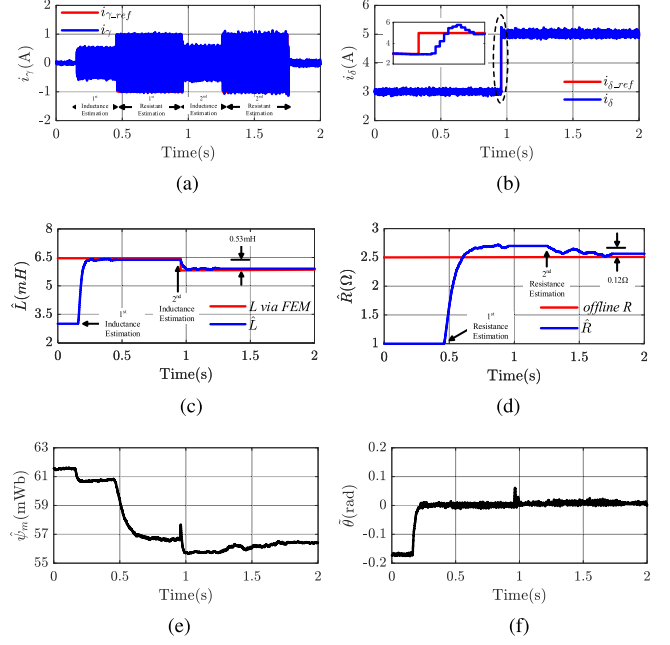 2
1
0
-1
-2
i_γ(A)
i_γ_ref
i_γ
1st
Inductance
Estimation
1st
Resistant
Estimation
2nd
Inductance
Estimation
2nd
Resistant
Estimation
0 0.5 1 1.5 2
Time(s)
(a)
6
5
4
3
2
i_δ(A)
6
4
2
i_δ_ref
i_δ
0 0.5 1 1.5 2
Time(s)
(b)
8
6.5
5
3
2
L̂(mH)
0.53mH
1st
Inductance
Estimation
2nd
Inductance
Estimation
L via FEM
L̂
0 0.5 1 1.5 2
Time(s)
(c)
3
2.5
2
1.5
1
R̂(Ω)
1st
Resistance
Estimation
2nd
Resistance
Estimation
0.12Ω
offline R
R̂
0 0.5 1 1.5 2
Time(s)
(d)
63
61
59
57
55
ψ̂_m(mWb)
0 0.5 1 1.5 2
Time(s)
(e)
0.2
0.1
0
-0.1
-0.2
θ̃(rad)
0 0.5 1 1.5 2
Time(s)
(f)